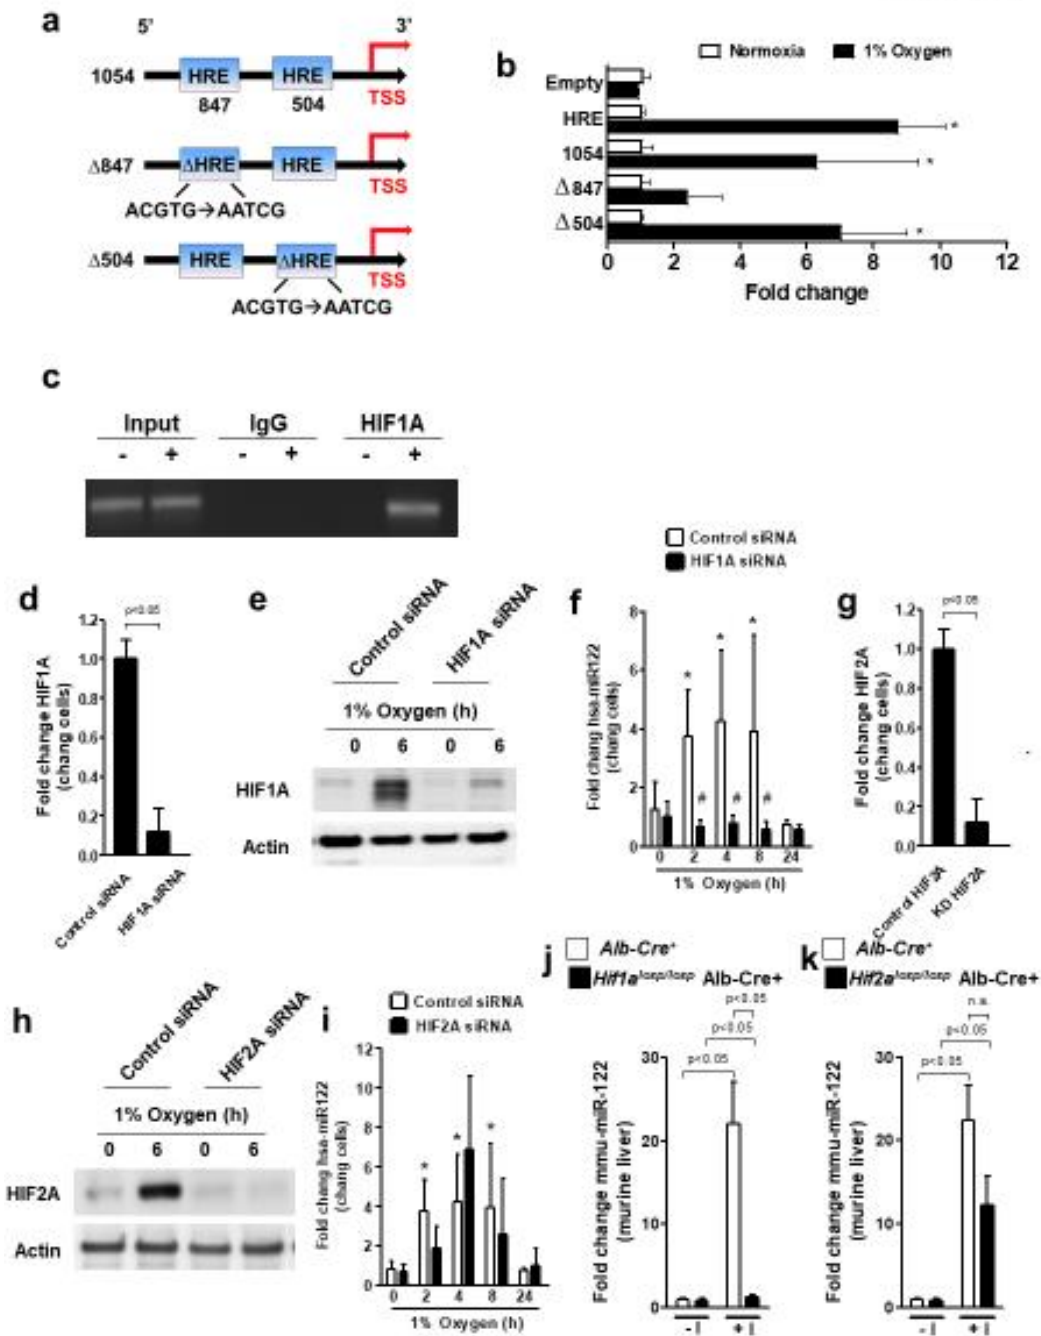 a
5' 3'
1054 HRE HRE
847 504 TSS
Δ847 ΔHRE HRE
TSS
ACGTG→AATCG
Δ504 HRE ΔHRE
TSS
ACGTG→AATCG
b
Normoxia 1% Oxygen
Empty
HRE *
1054 *
Δ847
Δ504 *
0 2 4 6 8 10 12
Fold change
c
Input IgG HIF1A
- + - + - +
d
p<0.05
Fold change HIF1A
(chang cells)
1.2
1.0
0.8
0.6
0.4
0.2
0.0
Control siRNA
HIF1A siRNA
e
Control siRNA
HIF1A siRNA
1% Oxygen (h)
0 6 0 6
HIF1A
Actin
Control siRNA
HIF1A siRNA
f
Fold chang hsa-miR122
(chang cells)
8
6
4
2
0
* * * *
# # #
0 2 4 8 24
1% Oxygen (h)
g
p<0.05
Fold change HIF2A
(chang cells)
1.2
1.0
0.8
0.6
0.4
0.2
0.0
KD HIF2A
h
Control siRNA
HIF2A siRNA
1% Oxygen (h)
0 6 0 6
HIF2A
Actin
i
Control siRNA
HIF2A siRNA
Fold chang hsa-miR122
(chang cells)
12
10
8
6
4
2
0
* * *
0 2 4 8 24
1% Oxygen (h)
j
Alb-Cre+
Hif1a loxp/loxp Alb-Cre+
p<0.05
p<0.05
p<0.05
Fold change mmu-miR-122
(murine liver)
30
20
10
0
- I + I
k
Alb-Cre+
Hif2a loxp/loxp Alb-Cre+
n.s.
p<0.05
p<0.05
Fold change mmu-miR-122
(murine liver)
30
20
10
0
- I + I